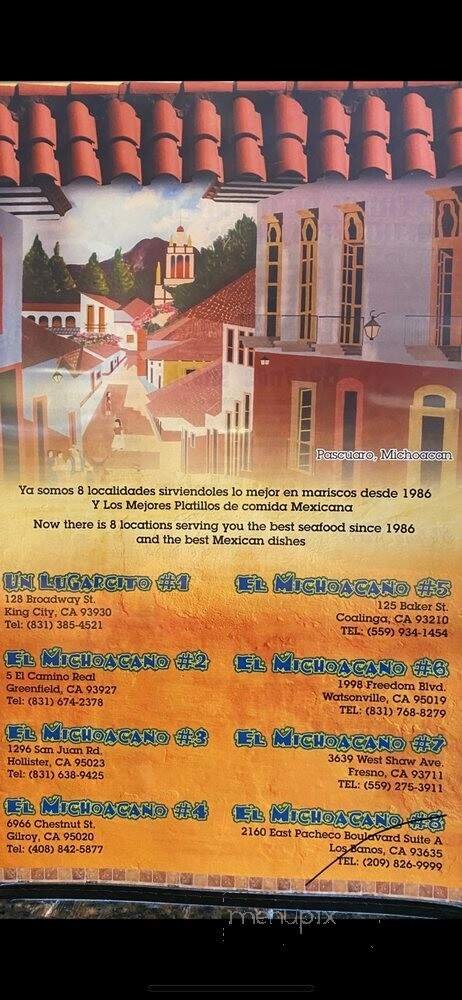 Pascuaro, Michoacan
Ya somos 8 localidades sirviendoles lo mejor en mariscos desde 1986
Y Los Mejores Platillos de comida Mexicana
Now there is 8 locations serving you the best seafood since 1986
and the best Mexican dishes
Un Lugarcito #1
128 Broadway St.
King City, CA 93930
Tel: (831) 385-4521
El Michoacano #2
5 El Camino Real
Greenfield, CA 93927
Tel: (831) 674-2378
El Michoacano #3
1296 San Juan Rd.
Hollister, CA 95023
Tel: (831) 638-9425
El Michoacano #4
6966 Chestnut St.
Gilroy, CA 95020
Tel: (408) 842-5877
El Michoacano #5
125 Baker St.
Coalinga, CA 93210
TEL: (559) 934-1454
El Michoacano #6
1998 Freedom Blvd.
Watsonville, CA 95019
TEL: (831) 768-8279
El Michoacano #7
3639 West Shaw Ave.
Fresno, CA 93711
TEL: (559) 275-3911
El Michoacano #8
2160 East Pacheco Boulavard Suite A
Los Banos, CA 93635
TEL: (209) 826-9999
menupix